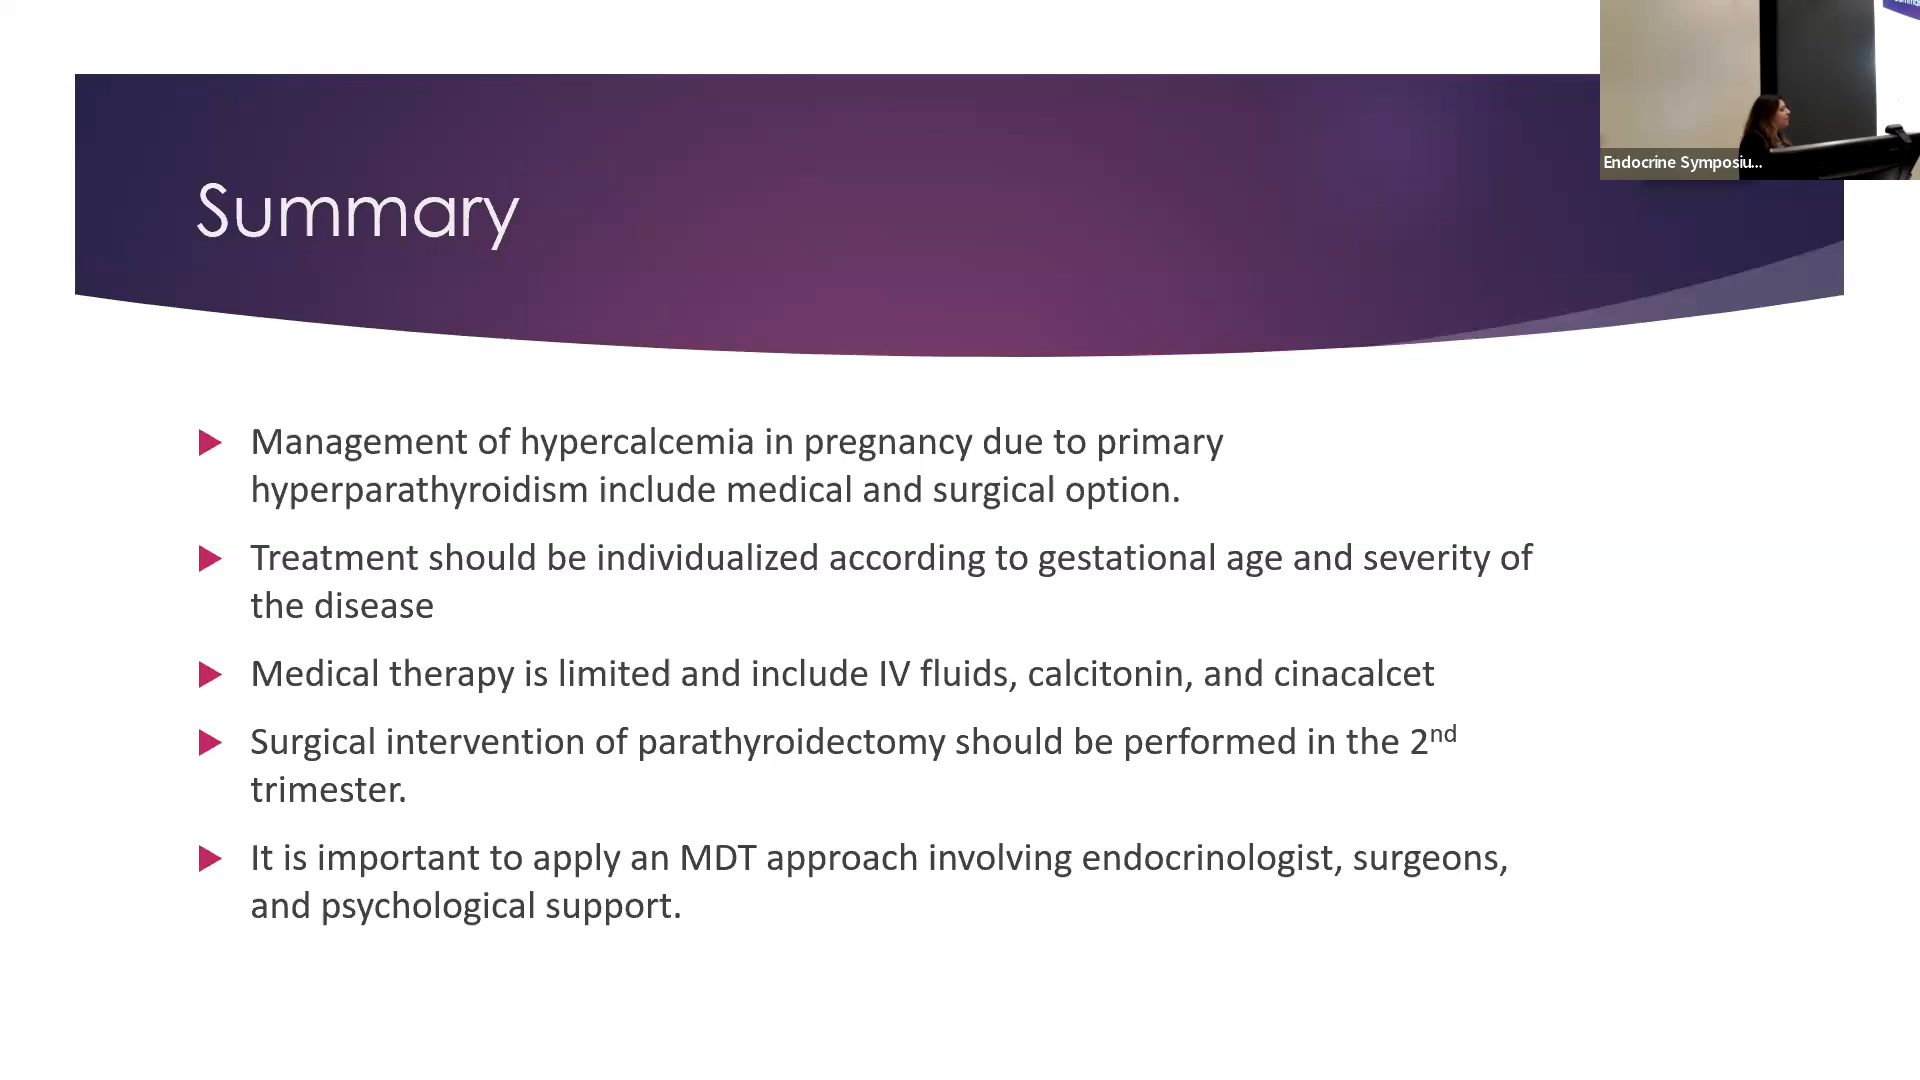 Summary
Endocrine Symposiu...
Management of hypercalcemia in pregnancy due to primary
hyperparathyroidism include medical and surgical option.
Treatment should be individualized according to gestational age and severity of
the disease
Medical therapy is limited and include IV fluids, calcitonin, and cinacalcet
Surgical intervention of parathyroidectomy should be performed in the 2nd
trimester.
It is important to apply an MDT approach involving endocrinologist, surgeons,
and psychological support.